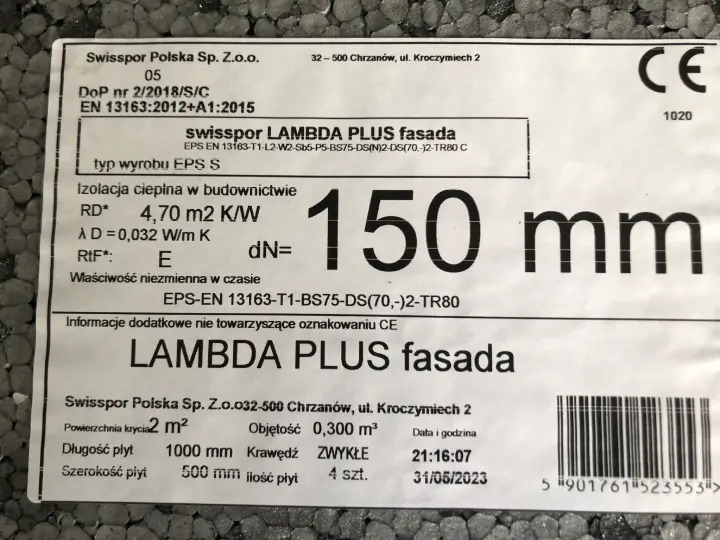 Swisspor Polska Sp. Z.o.o. 32 – 500 Chrzanów, ul. Kroczymiech 2
CE
05
DoP nr 2/2018/S/C
EN 13163:2012+A1:2015
1020
swisspor LAMBDA PLUS fasada
EPS EN 13163-T1-L2-W2-Sb5-P5-BS75-DS(N)2-DS(70,-)2-TR80 C
typ wyrobu EPS S
Izolacja cieplna w budownictwie
RD* 4,70 m2 K/W
λ D = 0,032 W/m K
RtF*: E
dN= 150 mm
Właściwość niezmienna w czasie
EPS-EN 13163-T1-BS75-DS(70,-)2-TR80
Informacje dodatkowe nie towarzyszące oznakowaniu CE
LAMBDA PLUS fasada
Swisspor Polska Sp. Z.o.o32-500 Chrzanów, ul. Kroczymiech 2
Powierzchnia krycia 2 m² Objętość 0,300 m³ Data i godzina
Długość płyt 1000 mm Krawędź ZWYKŁE 21:16:07
Szerokość płyt 500 mm ilość płyt 4 szt. 31/05/2023
5 901761 523553 >